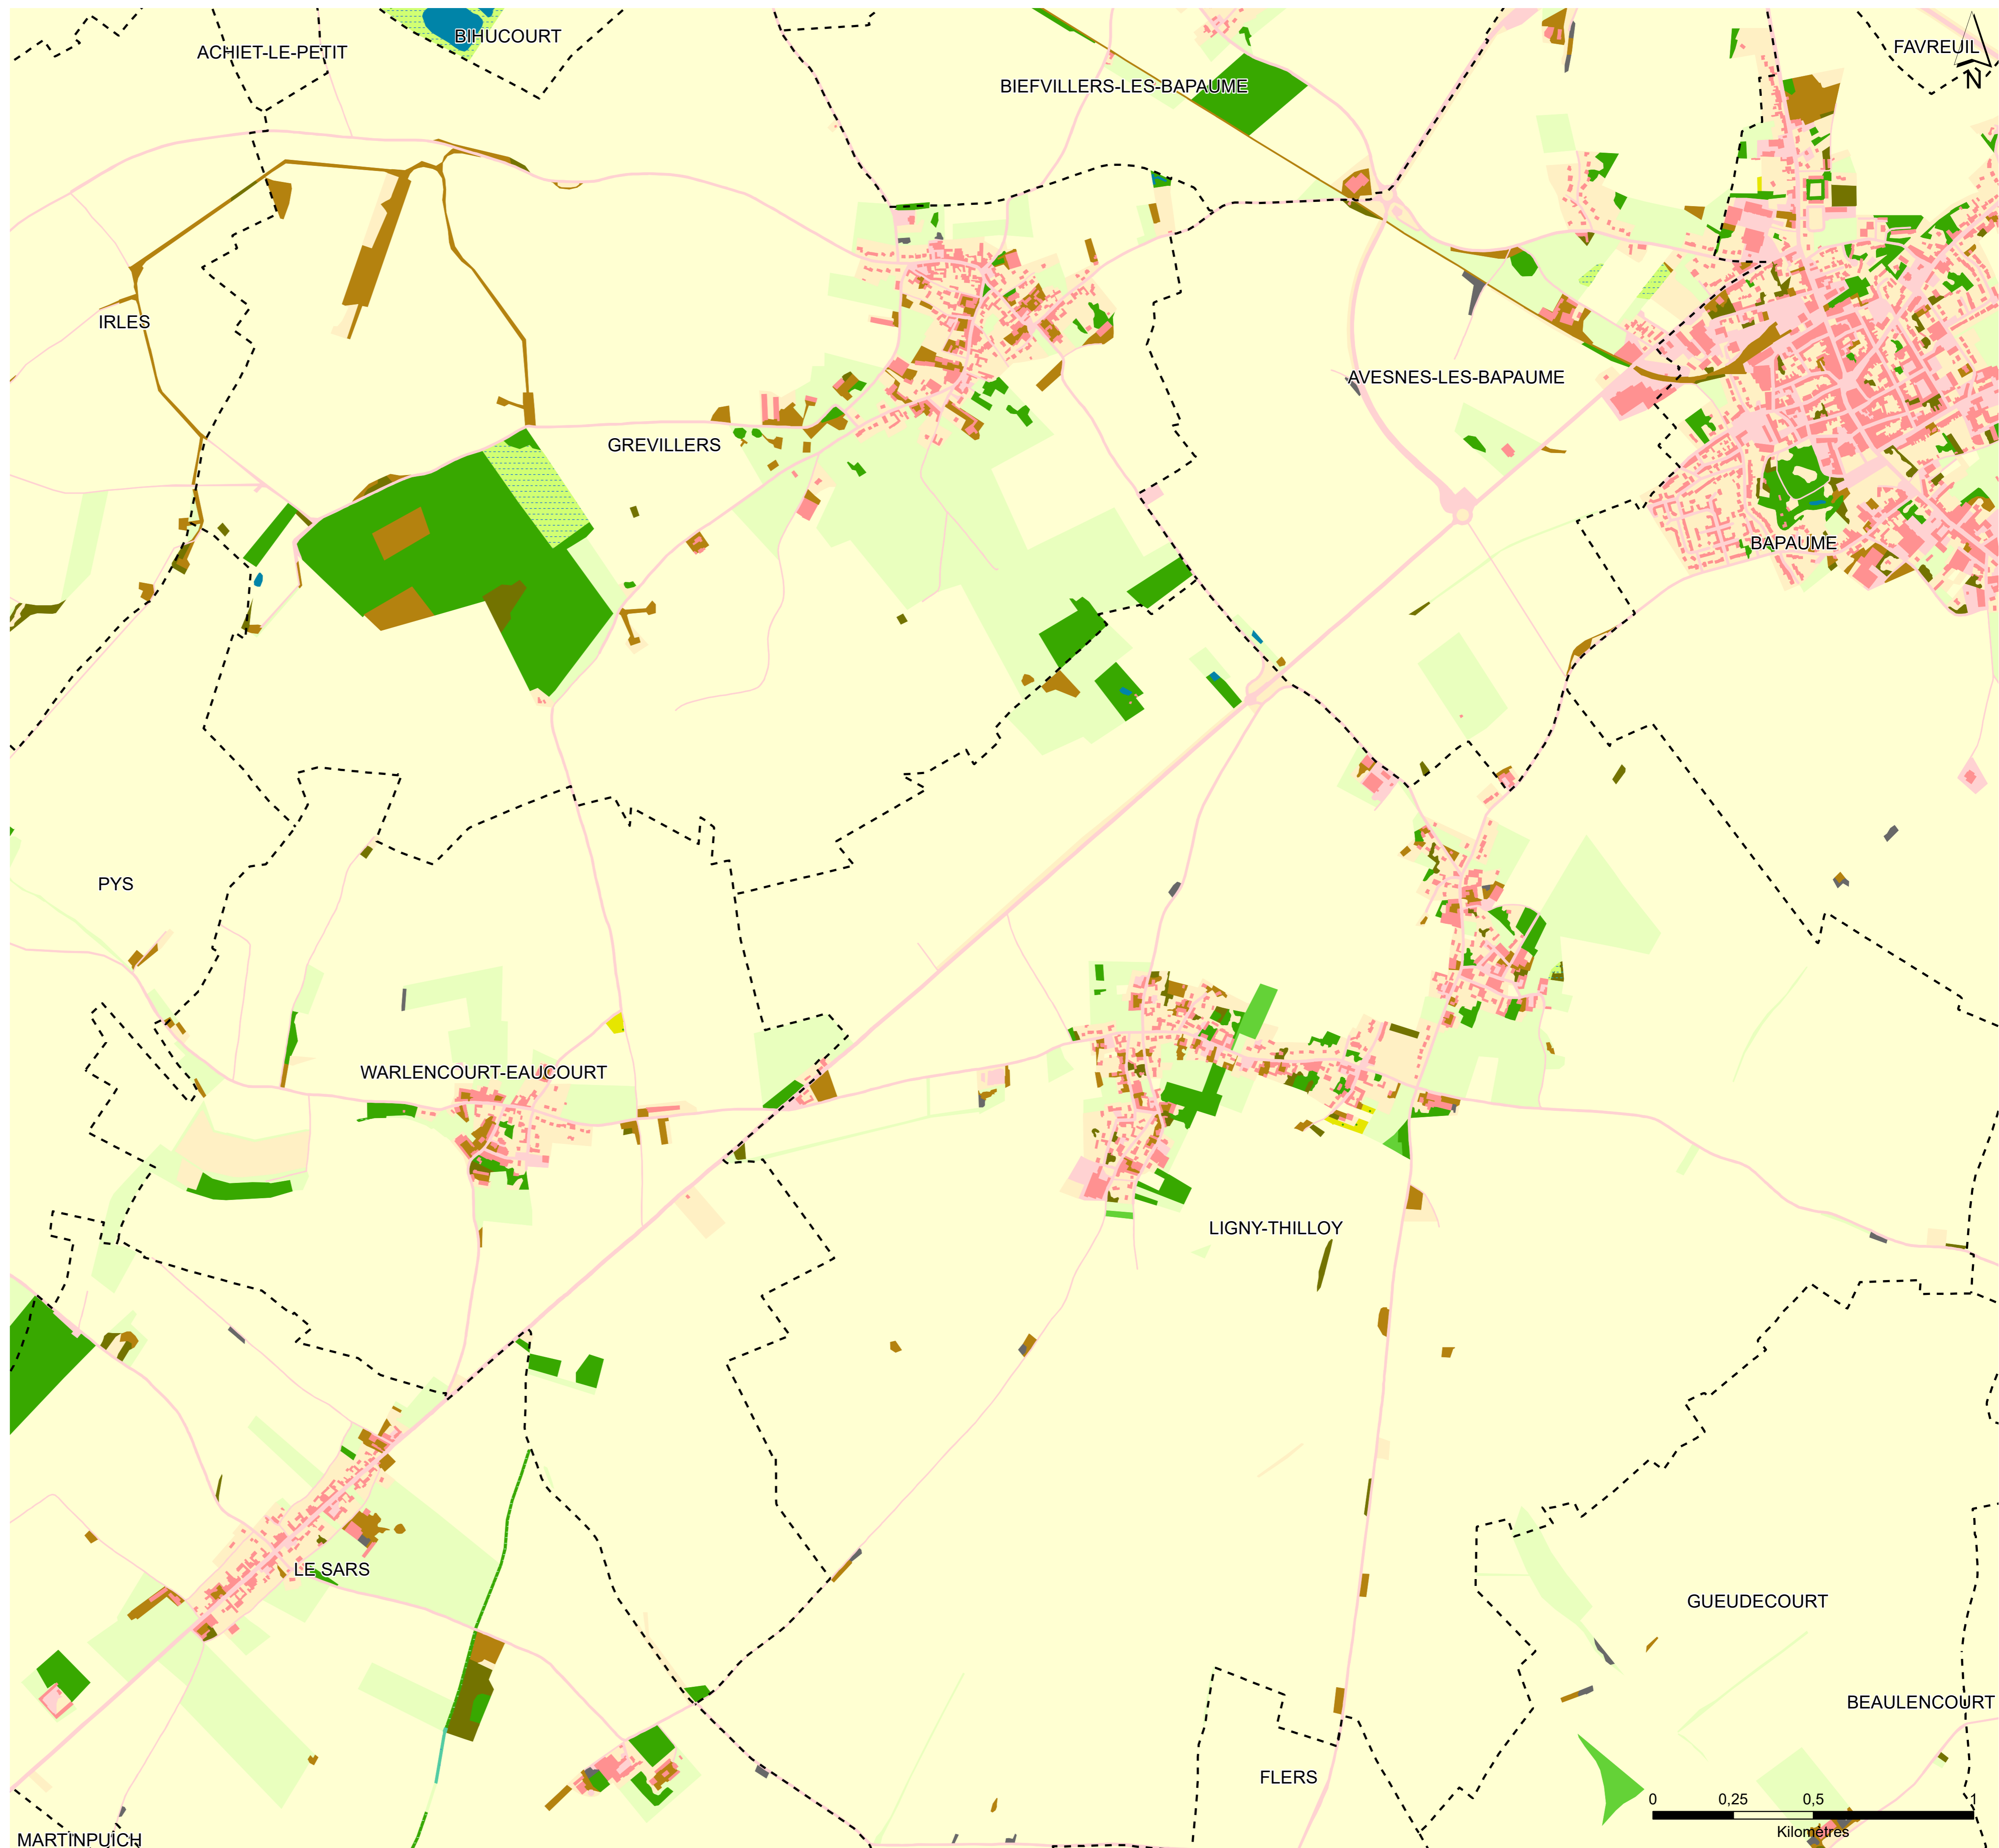 BIHUCOURT
ACHIET-LE-PETIT
FAVREUIL
N
BIEFVILLERS-LES-BAPAUME
IRLES
AVESNES-LES-BAPAUME
GREVILLERS
BAPAUME
PYS
WARLENCOURT-EAUCOURT
LIGNY-THILLOY
LE SARS
GUEUDECOURT
BEAULENCOURT
FLERS
0 0,25 0,5 1
Kilomètres
MARTINPUICH